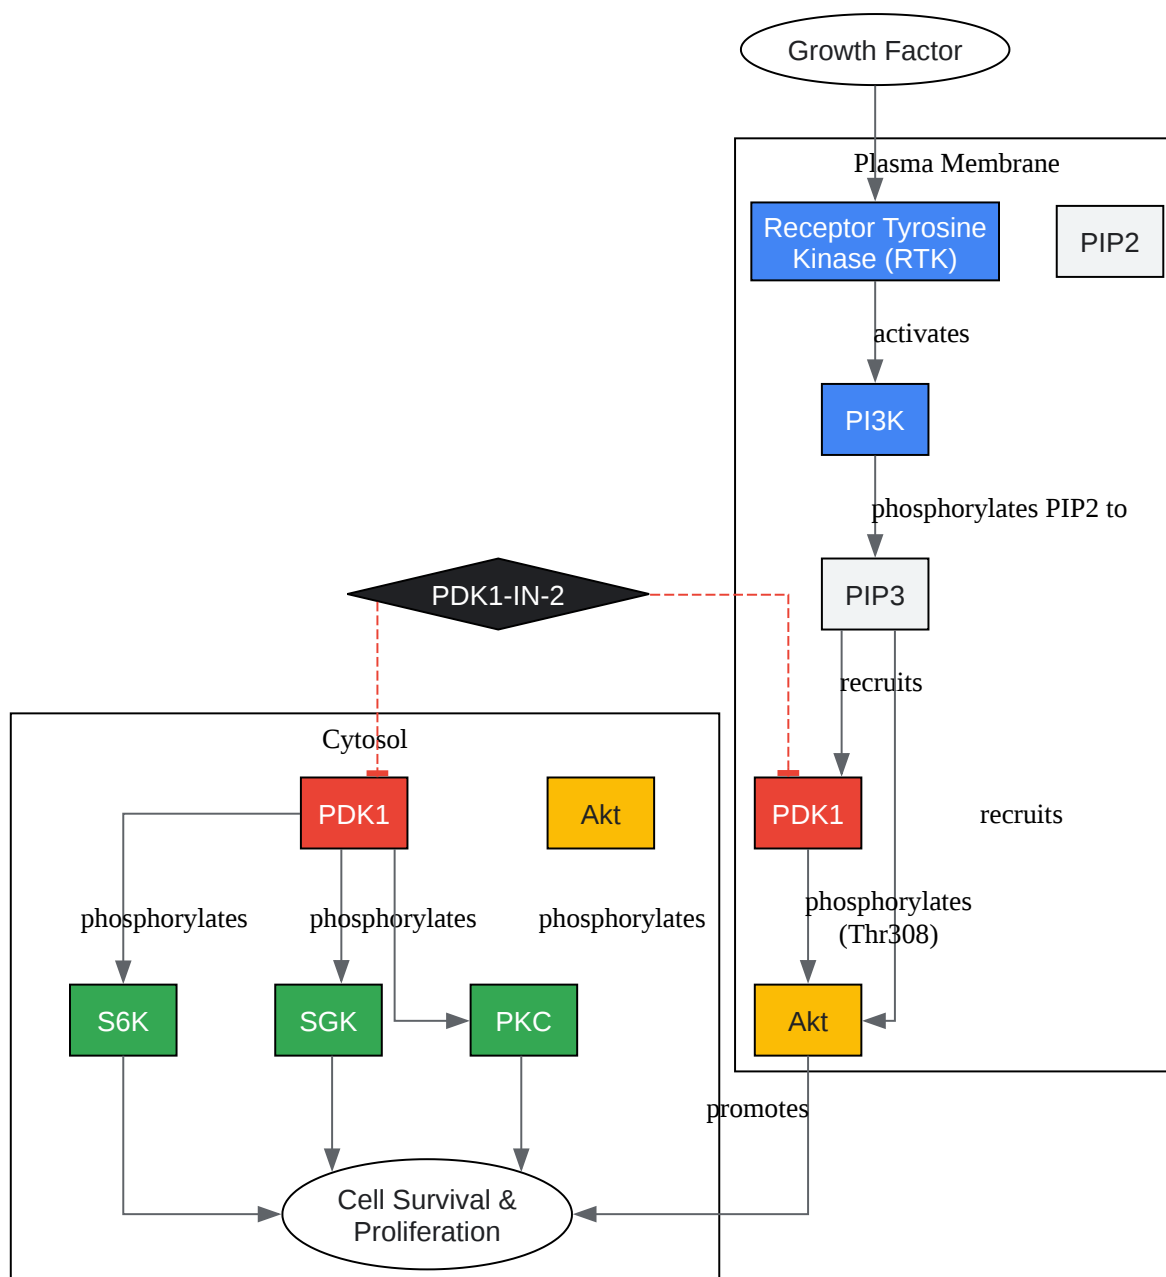 Growth Factor
Plasma Membrane
Receptor Tyrosine
Kinase (RTK)
PIP2
activates
PI3K
phosphorylates PIP2 to
PDK1-IN-2
PIP3
recruits
Cytosol
PDK1
Akt
PDK1
recruits
phosphorylates
phosphorylates
phosphorylates
phosphorylates
(Thr308)
S6K
SGK
PKC
Akt
promotes
Cell Survival &
Proliferation